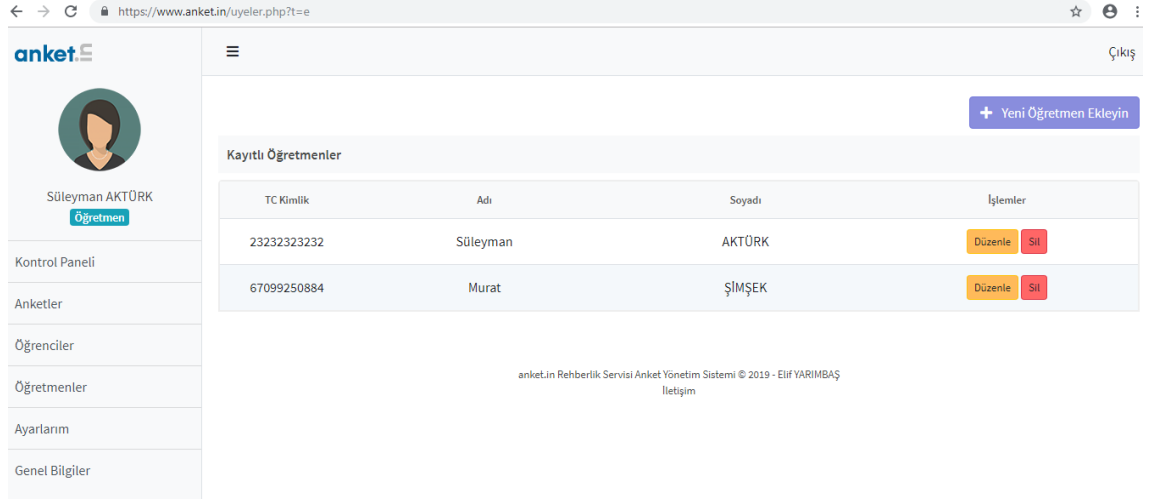 https://www.anket.in/uyeler.php?t=e
anket.in
Çıkış
Süleyman AKTÜRK
Öğretmen
Kontrol Paneli
Anketler
Öğrenciler
Öğretmenler
Ayarlarım
Genel Bilgiler
+ Yeni Öğretmen Ekleyin
Kayıtlı Öğretmenler
TC Kimlik Adı Soyadı İşlemler
23232323232 Süleyman AKTÜRK Düzenle Sil
67099250884 Murat ŞİMŞEK Düzenle Sil
anket.in Rehberlik Servisi Anket Yönetim Sistemi © 2019 - Elif YARIMBAŞ
İletişim